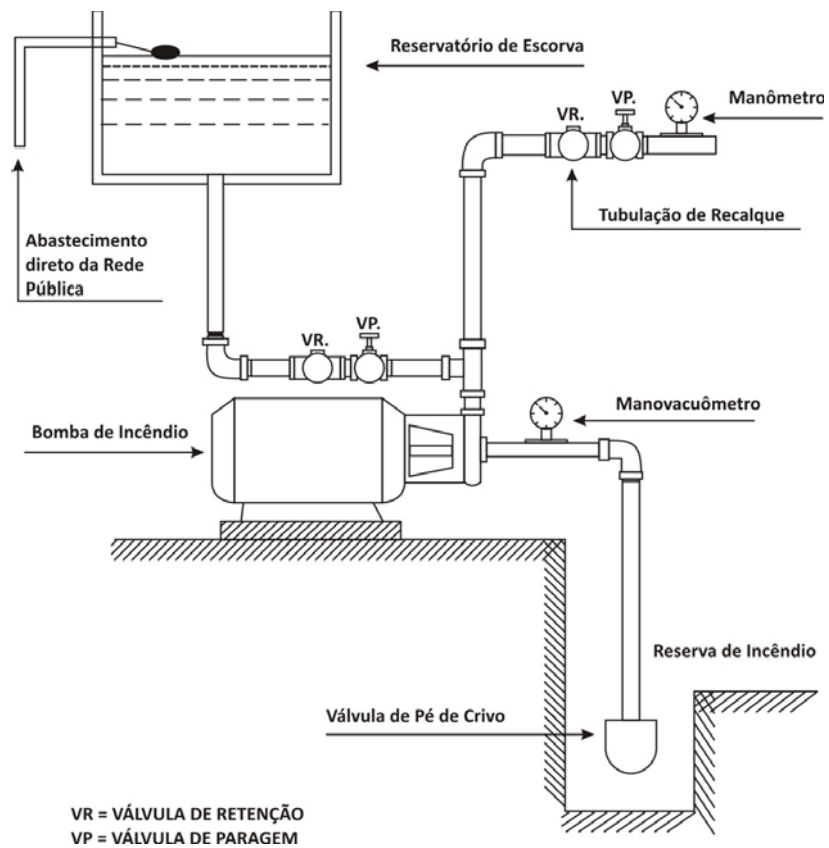 Reservatório de Escorva
VP.
VR.
Manômetro
Tubulação de Recalque
Abastecimento
direto da Rede
Pública
VR.
VP.
Manovacuômetro
Bomba de Incêndio
Reserva de Incêndio
Válvula de Pé de Crivo
VR = VÁLVULA DE RETENÇÃO
VP = VÁLVULA DE PARAGEM